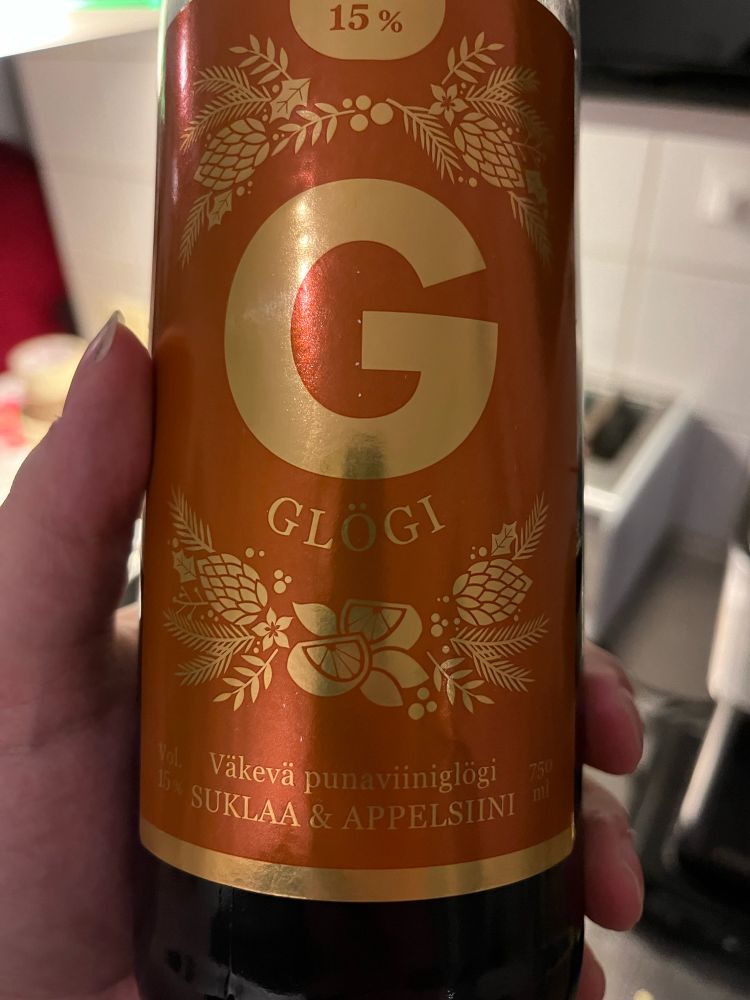 15 %
G
GLÖGI
Vol.
15 %
Väkevä punaviiniglögi
SUKLAA & APPELSIINI
750
ml